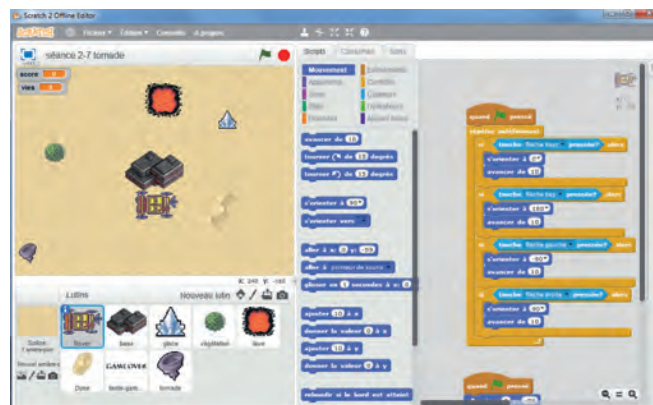 Scratch 2 Offline Editor
SCRATCH Fichier Édition Conseils A propos
séance 2-7 tornade
score
vies
X: 240 y: -180
Lutins Nouveau lutin
Scène
Rover base glace végétation lave
Dune texte-gam... tornade
GAME OVER
Scripts Costumes Sons
Mouvement Évènements
Apparence Contrôle
Sons Capteurs
Stylo Opérateurs
Données Ajouter blocs
avancer de 10
tourner de 15 degrés
tourner de 15 degrés
s'orienter à 90
s'orienter vers
aller à x: 0 y:
aller à pointeur de souris
glisser en 1 secondes à x: 0
ajouter 10 à x
donner la valeur 0 à x
ajouter 10 à y
donner la valeur 0 à y
rebondir si le bord est atteint
quand pressé
répéter indéfiniment
si touche flèche haut pressée? alors
s'orienter à 0
avancer de 10
si touche flèche bas pressée? alors
s'orienter à 180
avancer de 10
si touche flèche gauche pressée? alors
s'orienter à -90
avancer de 10
si touche flèche droite pressée? alors
s'orienter à 90
avancer de 10
quand pressé